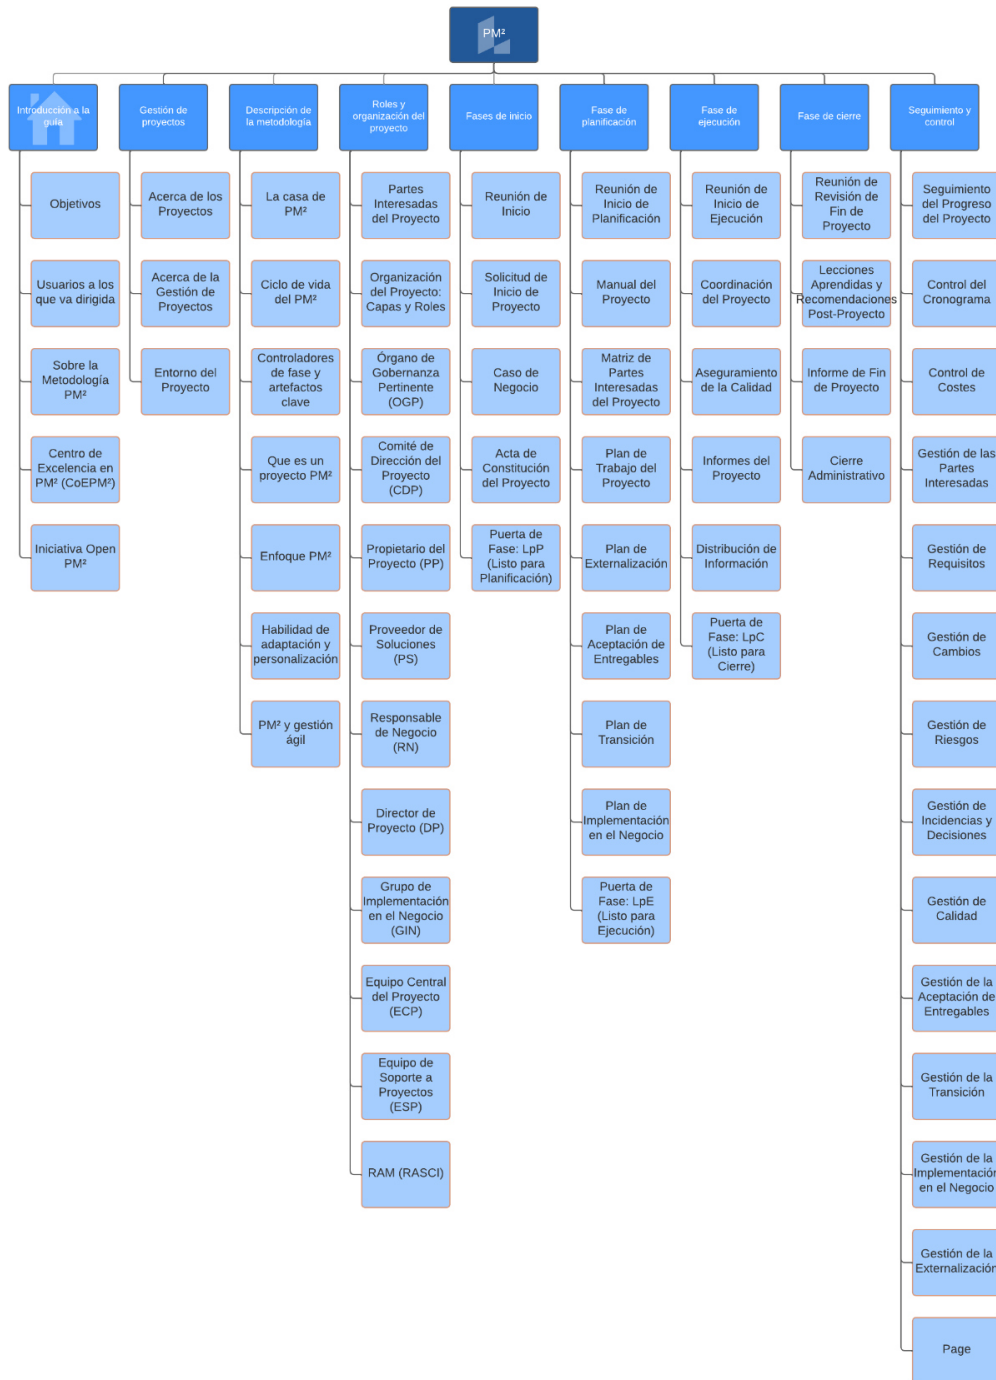 PM²
Introducción a la
guía
Gestión de
proyectos
Descripción de
la metodología
Roles y
organización del
proyecto
Fases de inicio
Fase de
planificación
Fase de
ejecución
Fase de cierre
Seguimiento y
control
Objetivos
Usuarios a los
que va dirigida
Sobre la
Metodología
PM²
Centro de
Excelencia en
PM² (CoEPM²)
Iniciativa Open
PM²
Acerca de los
Proyectos
Acerca de la
Gestión de
Proyectos
Entorno del
Proyecto
La casa de
PM²
Ciclo de vida
del PM²
Controladores
de fase y
artefactos
clave
Que es un
proyecto PM²
Enfoque PM²
Habilidad de
adaptación y
personalización
PM² y gestión
ágil
Partes
Interesadas
del Proyecto
Organización
del Proyecto:
Capas y Roles
Órgano de
Gobernanza
Pertinente
(OGP)
Comité de
Dirección del
Proyecto
(CDP)
Propietario del
Proyecto (PP)
Proveedor de
Soluciones
(PS)
Responsable
de Negocio
(RN)
Director de
Proyecto (DP)
Grupo de
Implementación
en el Negocio
(GIN)
Equipo Central
del Proyecto
(ECP)
Equipo de
Soporte a
Proyectos
(ESP)
RAM (RASCI)
Reunión de
Inicio
Solicitud de
Inicio de
Proyecto
Caso de
Negocio
Acta de
Constitución
del Proyecto
Puerta de
Fase: LpP
(Listo para
Planificación)
Reunión de
Inicio de
Planificación
Manual del
Proyecto
Matriz de
Partes
Interesadas
del Proyecto
Plan de
Trabajo del
Proyecto
Plan de
Externalización
Plan de
Aceptación de
Entregables
Plan de
Transición
Plan de
Implementación
en el Negocio
Puerta de
Fase: LpE
(Listo para
Ejecución)
Reunión de
Inicio de
Ejecución
Coordinación
del Proyecto
Aseguramiento
de la Calidad
Informes del
Proyecto
Distribución de
Información
Puerta de
Fase: LpC
(Listo para
Cierre)
Reunión de
Revisión de
Fin de
Proyecto
Lecciones
Aprendidas y
Recomendaciones
Post-Proyecto
Informe de Fin
de Proyecto
Cierre
Administrativo
Seguimiento
del Progreso
del Proyecto
Control del
Cronograma
Control de
Costes
Gestión de las
Partes
Interesadas
Gestión de
Requisitos
Gestión de
Cambios
Gestión de
Riesgos
Gestión de
Incidencias y
Decisiones
Gestión de
Calidad
Gestión de la
Aceptación de
Entregables
Gestión de la
Transición
Gestión de la
Implementación
en el Negocio
Gestión de la
Externalización
Page